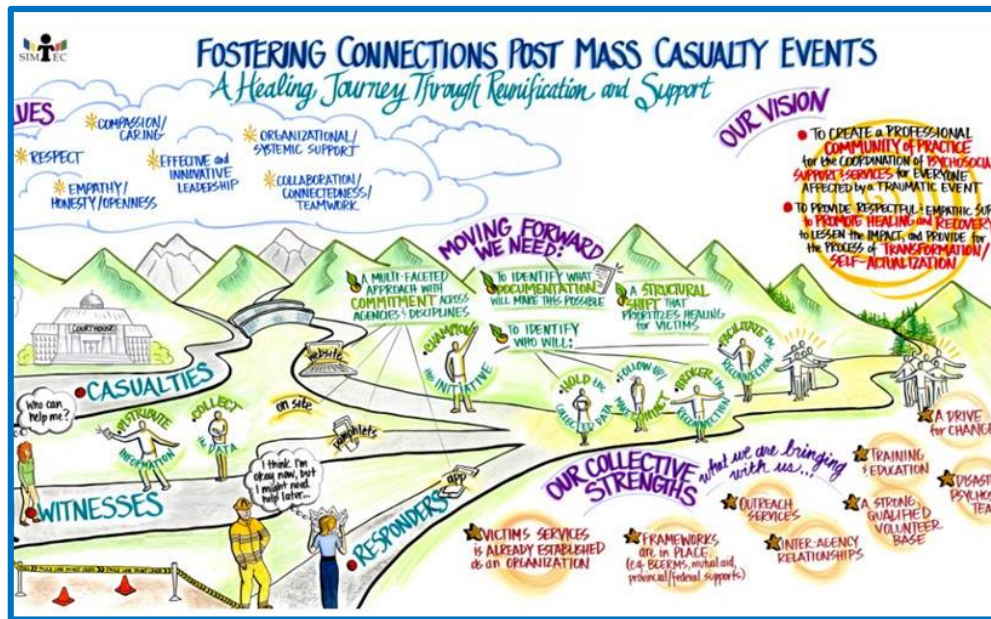 SIMTEC
FOSTERING CONNECTIONS POST MASS CASUALTY EVENTS
A Healing Journey Through Reunification and Support
UES
COMPASSION/
CARING
RESPECT
EFFECTIVE and
INNOVATIVE
LEADERSHIP
ORGANIZATIONAL/
SYSTEMIC SUPPORT
EMPATHY/
HONESTY/OPENNESS
COLLABORATION/
CONNECTEDNESS/
TEAMWORK
OUR VISION
TO CREATE A PROFESSIONAL
COMMUNITY OF PRACTICE
for the COORDINATION OF PSYCHOSOCIAL
SUPPORT & SERVICES for EVERYONE
AFFECTED by a TRAUMATIC EVENT
TO PROVIDE RESPECTFUL & EMPATHIC SUP
to PROMOTE HEALING and RECOVERY
to LESSEN the IMPACT, and PROVIDE for
the PROCESS of TRANSFORMATION/
SELF-ACTUALIZATION
MOVING FORWARD
WE NEED:
A MULTI-FACETED
APPROACH WITH
COMMITMENT ACROSS
AGENCIES & DISCIPLINES
TO IDENTIFY WHAT
DOCUMENTATION
WILL MAKE THIS POSSIBLE
A STRUCTURAL
SHIFT THAT
PRIORITIZES HEALING
for VICTIMS
TO IDENTIFY
WHO WILL:
CHAMPION
the INITIATIVE
HOLD the
COLLECTED DATA
FOLLOW UP/
MAKE CONTACT
BROKER the
RECONNECTION
FACILITATE the
RECONNECTION
COURTHOUSE
CASUALTIES
website
Who can
help me?
DISTRIBUTE
INFORMATION
COLLECT
the DATA
on site
pamphlets
WITNESSES
I think I'm
okay now, but
I might need
help later...
RESPONDERS
app
OUR COLLECTIVE
STRENGTHS
what we are bringing
with us...
VICTIMS SERVICES
is ALREADY ESTABLISHED
as an ORGANIZATION
FRAMEWORKS
are in PLACE
(e.g. BCERMS, mutual aid,
provincial/federal supports)
OUTREACH
SERVICES
INTER-AGENCY
RELATIONSHIPS
TRAINING
& EDUCATION
A STRONG,
QUALIFIED
VOLUNTEER
BASE
A DRIVE
for CHANGE
DISAST
PSYCHOS
TEA